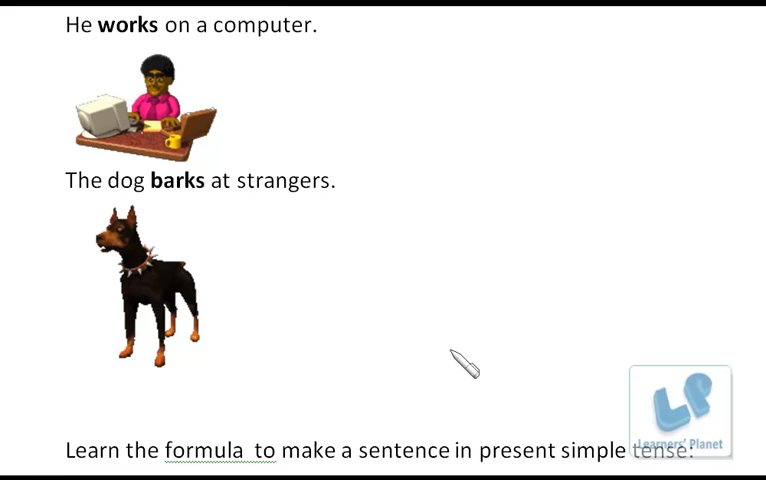 He works on a computer.
The dog barks at strangers.
LP
Learners' Planet
Learn the formula to make a sentence in present simple tense: